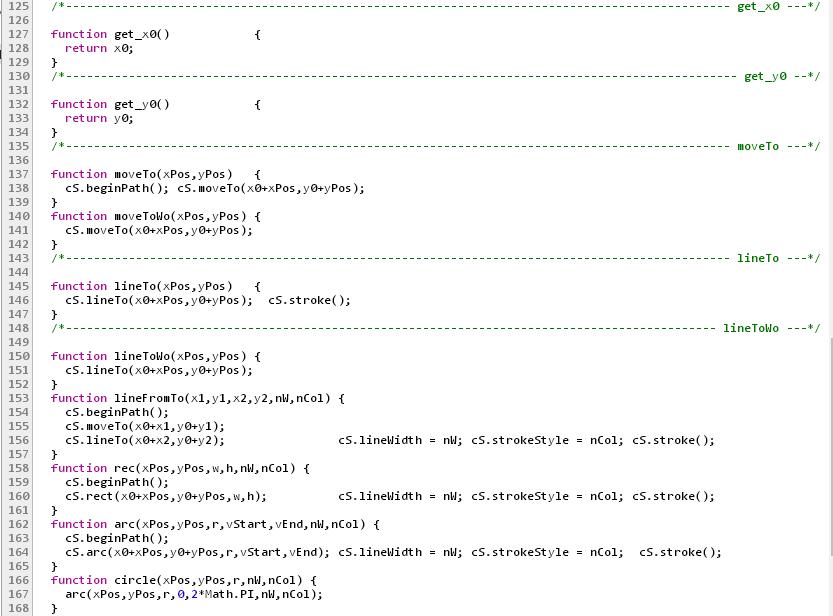 125 /*----------------------------------------------------------------------------------------------- get_x0 ---*/
126
127 function get_x0() {
128 return x0;
129 }
130 /*------------------------------------------------------------------------------------------------ get_y0 --*/
131
132 function get_y0() {
133 return y0;
134 }
135 /*----------------------------------------------------------------------------------------------- moveTo ---*/
136
137 function moveTo(xPos,yPos) {
138 cS.beginPath(); cS.moveTo(x0+xPos,y0+yPos);
139 }
140 function moveToWo(xPos,yPos) {
141 cS.moveTo(x0+xPos,y0+yPos);
142 }
143 /*----------------------------------------------------------------------------------------------- lineTo ---*/
144
145 function lineTo(xPos,yPos) {
146 cS.lineTo(x0+xPos,y0+yPos); cS.stroke();
147 }
148 /*--------------------------------------------------------------------------------------------- lineToWo ---*/
149
150 function lineToWo(xPos,yPos) {
151 cS.lineTo(x0+xPos,y0+yPos);
152 }
153 function lineFromTo(x1,y1,x2,y2,nW,nCol) {
154 cS.beginPath();
155 cS.moveTo(x0+x1,y0+y1);
156 cS.lineTo(x0+x2,y0+y2); cS.lineWidth = nW; cS.strokeStyle = nCol; cS.stroke();
157 }
158 function rec(xPos,yPos,w,h,nW,nCol) {
159 cS.beginPath();
160 cS.rect(x0+xPos,y0+yPos,w,h); cS.lineWidth = nW; cS.strokeStyle = nCol; cS.stroke();
161 }
162 function arc(xPos,yPos,r,vStart,vEnd,nW,nCol) {
163 cS.beginPath();
164 cS.arc(x0+xPos,y0+yPos,r,vStart,vEnd); cS.lineWidth = nW; cS.strokeStyle = nCol; cS.stroke();
165 }
166 function circle(xPos,yPos,r,nW,nCol) {
167 arc(xPos,yPos,r,0,2*Math.PI,nW,nCol);
168 }